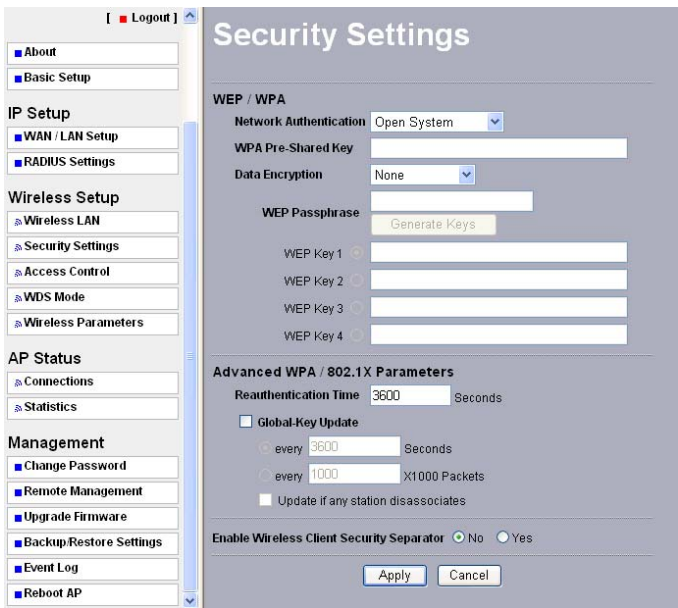 [ Logout ]
About
Basic Setup
IP Setup
WAN / LAN Setup
RADIUS Settings
Wireless Setup
Wireless LAN
Security Settings
Access Control
WDS Mode
Wireless Parameters
AP Status
Connections
Statistics
Management
Change Password
Remote Management
Upgrade Firmware
Backup/Restore Settings
Event Log
Reboot AP
Security Settings
WEP / WPA
Network Authentication Open System
WPA Pre-Shared Key
Data Encryption None
WEP Passphrase
Generate Keys
WEP Key 1
WEP Key 2
WEP Key 3
WEP Key 4
Advanced WPA / 802.1X Parameters
Reauthentication Time 3600 Seconds
Global-Key Update
every 3600 Seconds
every 1000 X1000 Packets
Update if any station disassociates
Enable Wireless Client Security Separator No Yes
Apply Cancel